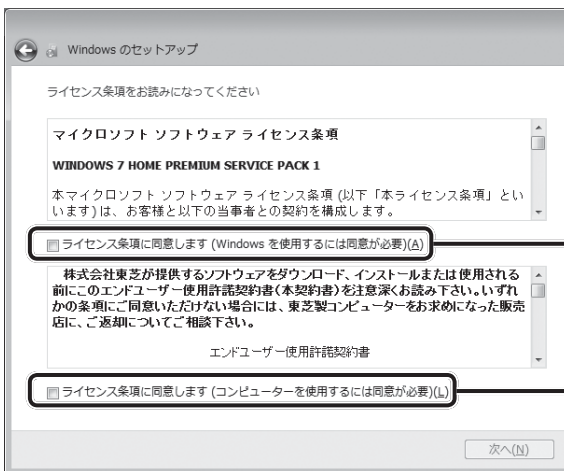 Windows のセットアップ
ライセンス条項をお読みになってください
マイクロソフト ソフトウェア ライセンス条項
WINDOWS 7 HOME PREMIUM SERVICE PACK 1
本マイクロソフト ソフトウェア ライセンス条項 (以下「本ライセンス条項」とい
います) は、お客様と以下の当事者との契約を構成します。
ライセンス条項に同意します (Windows を使用するには同意が必要)(A)
株式会社東芝が提供するソフトウェアをダウンロード、インストールまたは使用される
前にこのエンドユーザー使用許諾契約書(本契約書)を注意深くお読み下さい。いずれ
かの条項にご同意いただけない場合には、東芝製コンピューターをお求めになった販売
店に、ご返却についてご相談下さい。
エンドユーザー使用許諾契約書
ライセンス条項に同意します (コンピューターを使用するには同意が必要)(L)
次へ(N)